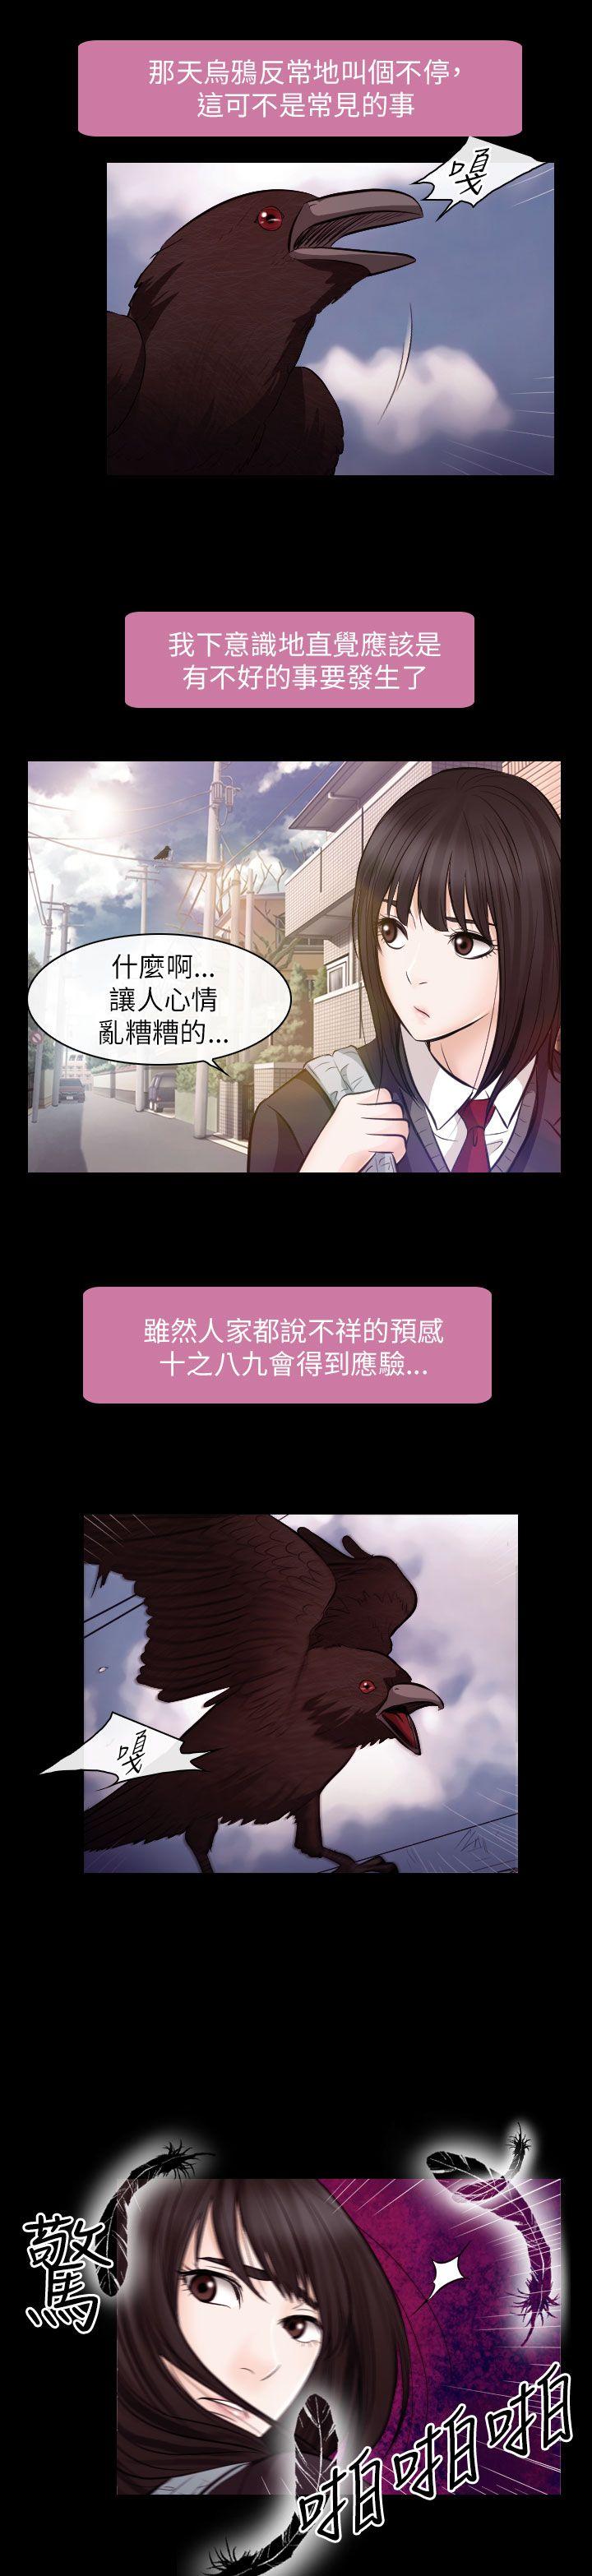 那天烏鴉反常地叫個不停，
這可不是常見的事
嘎
我下意識地直覺應該是
有不好的事要發生了
什麼啊...
讓人心情
亂糟糟的...
雖然人家都說不祥的預感
十之八九會得到應驗...
嘎
驚
啪啪啪